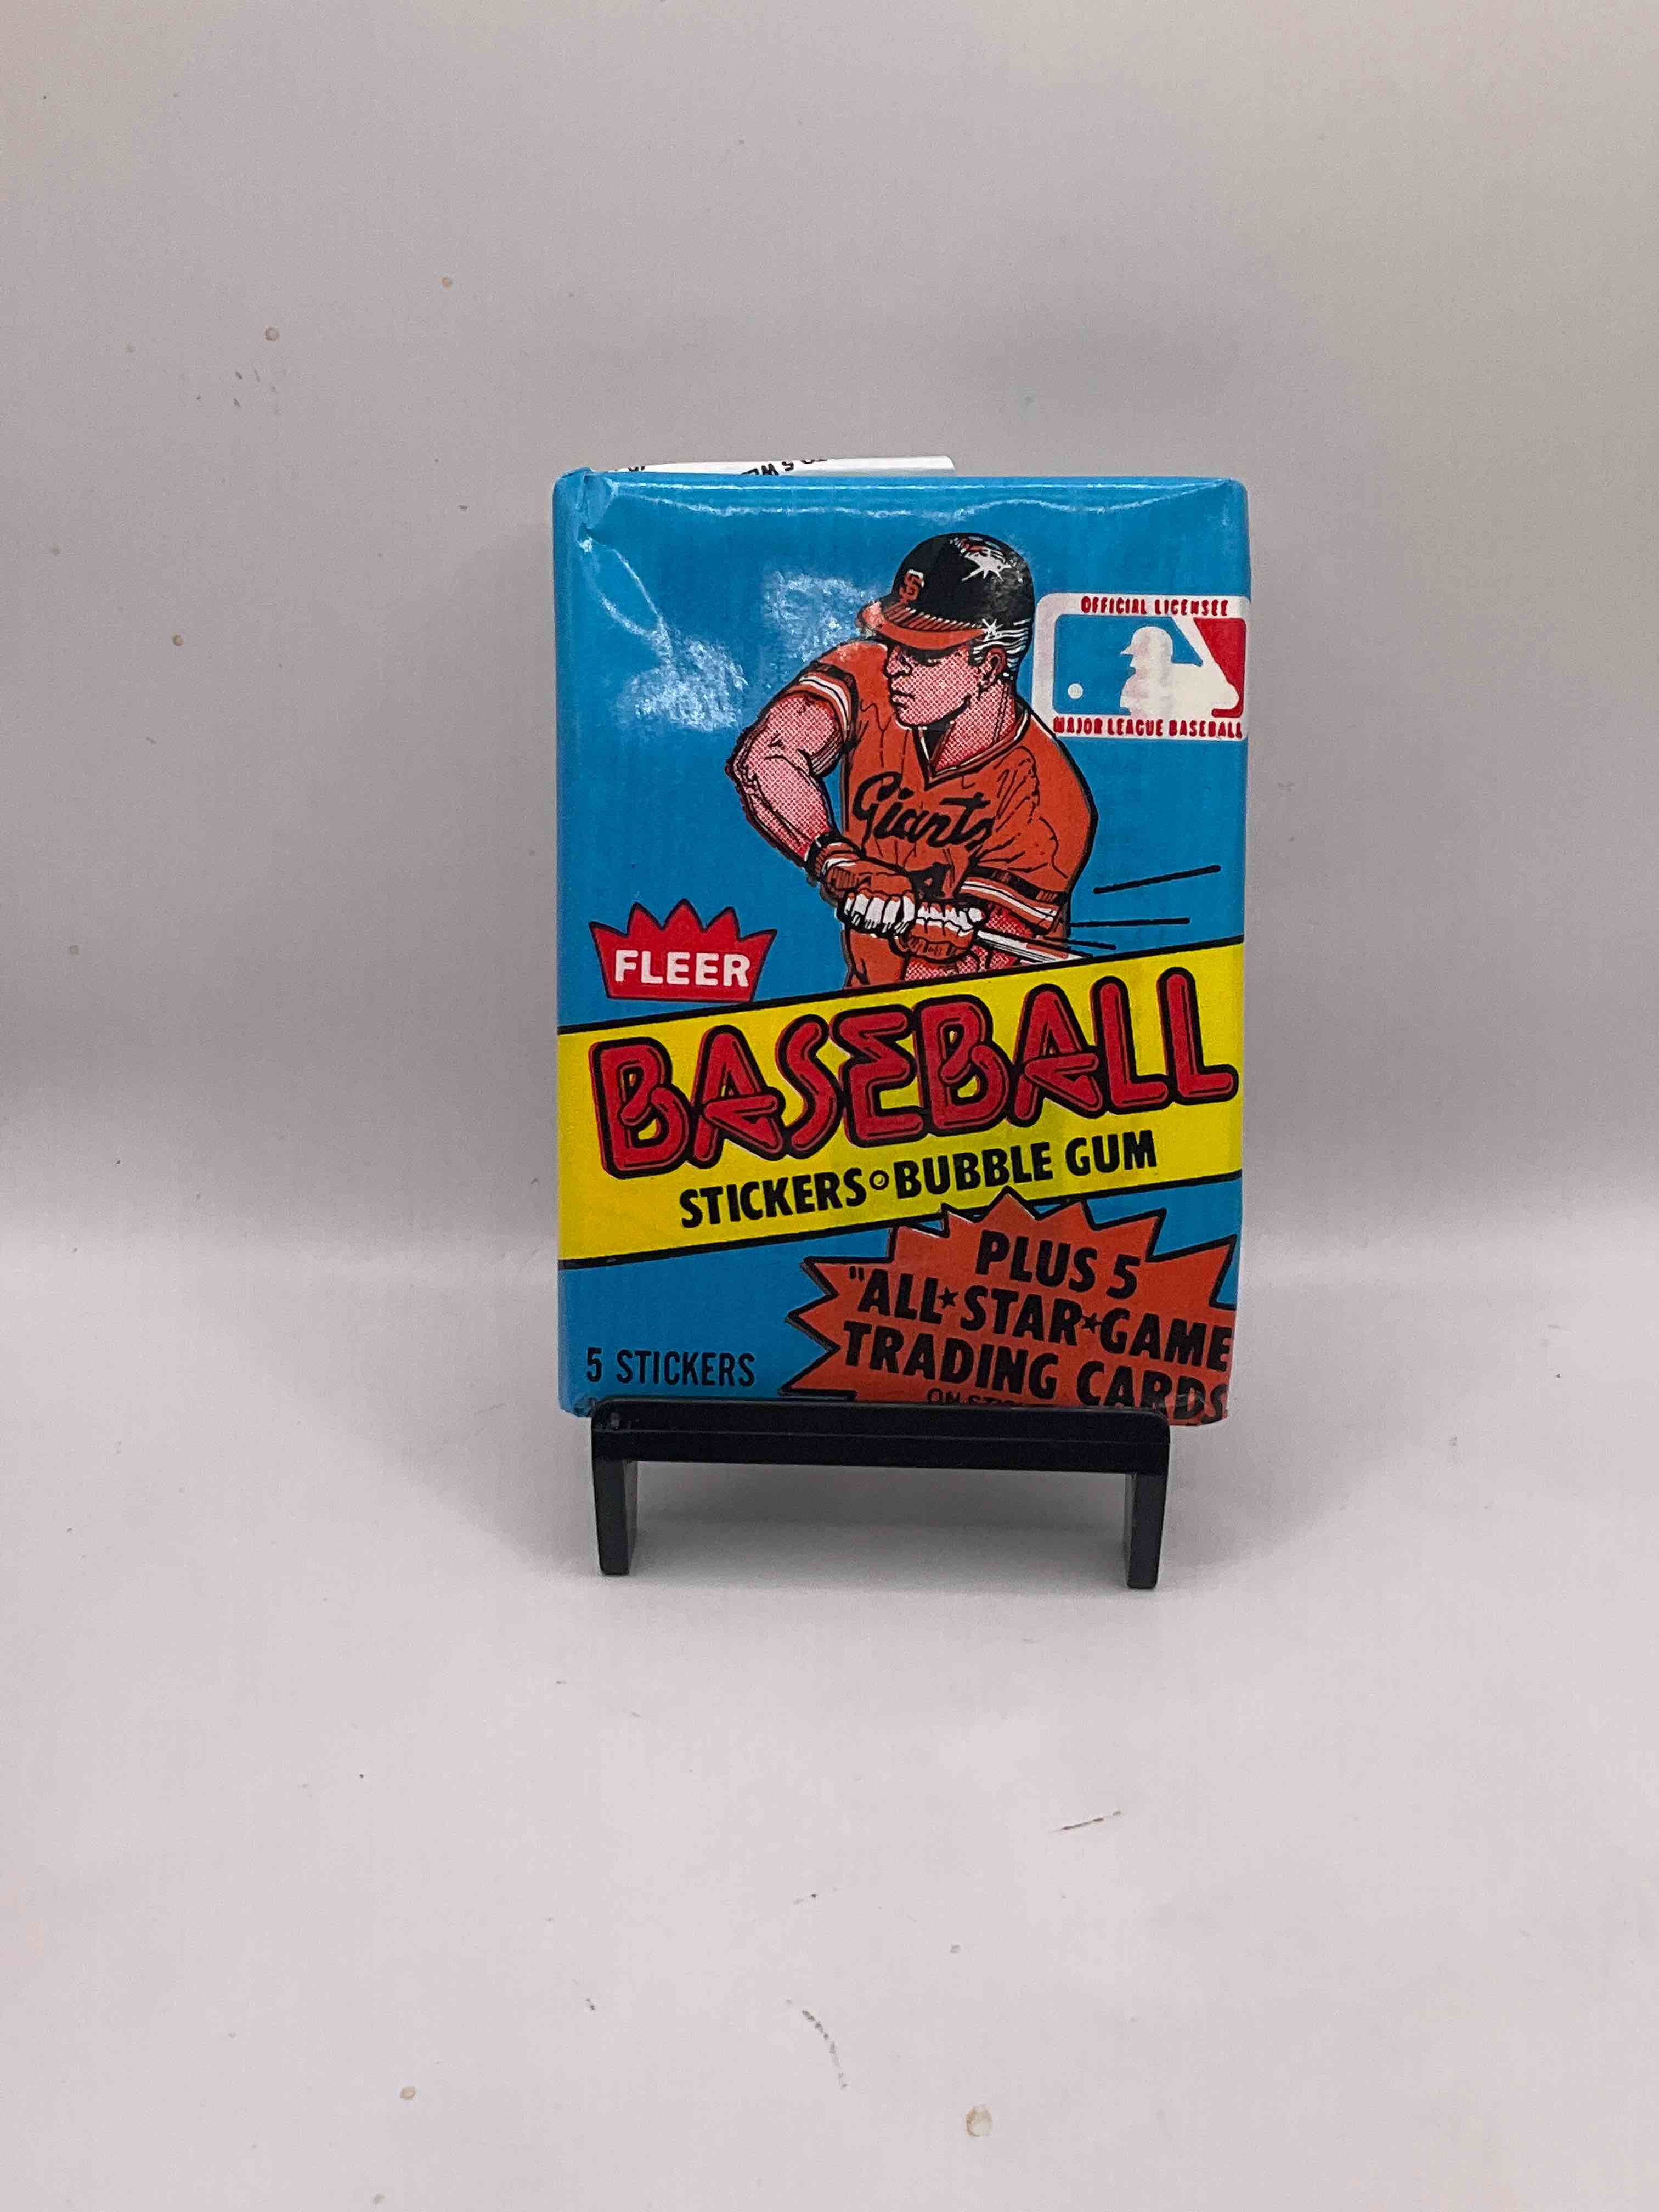 OFFICIAL LICENSEE
MAJOR LEAGUE BASEBALL
SF
Giants
FLEER
BASEBALL
STICKERS BUBBLE GUM
PLUS 5
"ALL★STAR★GAME
TRADING CARDS
5 STICKERS